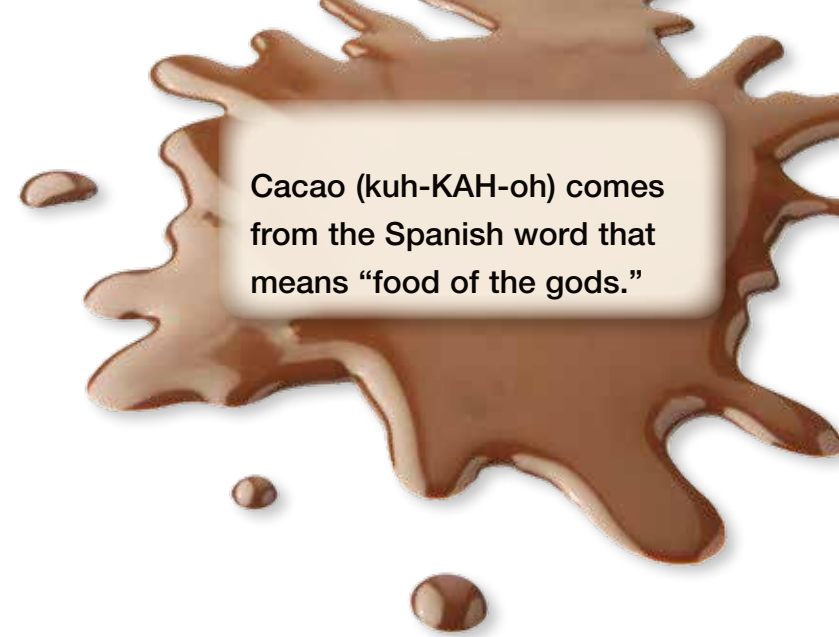 Cacao (kuh-KAH-oh) comes
from the Spanish word that
means “food of the gods.”